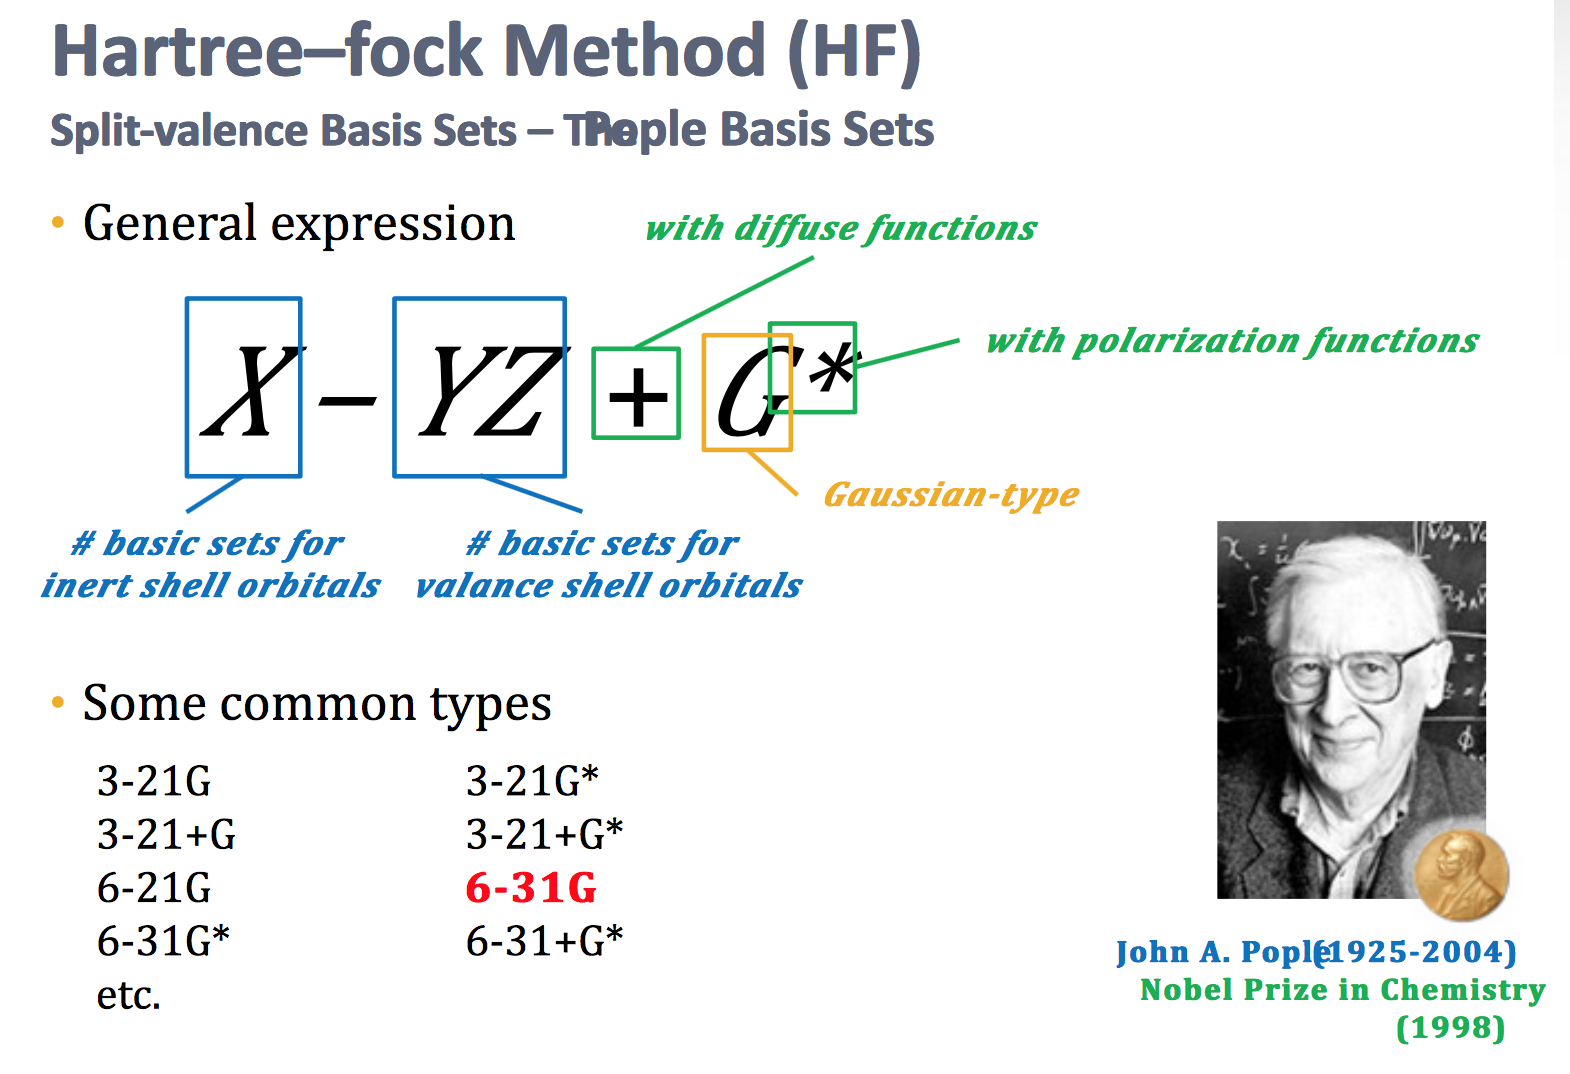 Hartree–fock Method (HF)
Split-valence Basis Sets – The Pople Basis Sets
• General expression
with diffuse functions
X – YZ + G*
with polarization functions
Gaussian-type
# basic sets for
inert shell orbitals
# basic sets for
valance shell orbitals
• Some common types
3-21G
3-21G*
3-21+G
3-21+G*
6-21G
6-31G
6-31G*
6-31+G*
etc.
John A. Pople (1925-2004)
Nobel Prize in Chemistry
(1998)